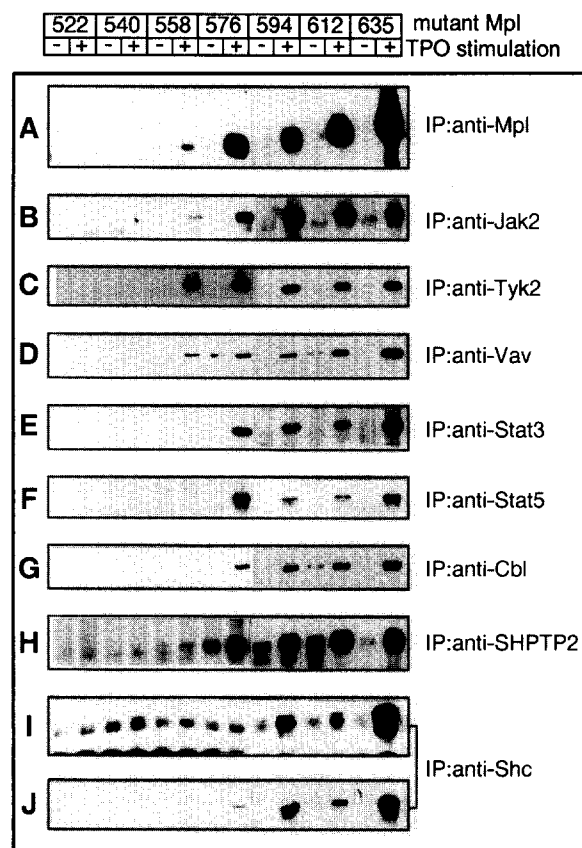 522 540 558 576 594 612 635 mutant Mpl
- + - + - + - + - + - + - + TPO stimulation
A IP:anti-Mpl
B IP:anti-Jak2
C IP:anti-Tyk2
D IP:anti-Vav
E IP:anti-Stat3
F IP:anti-Stat5
G IP:anti-Cbl
H IP:anti-SHPTP2
I
IP:anti-Shc
J